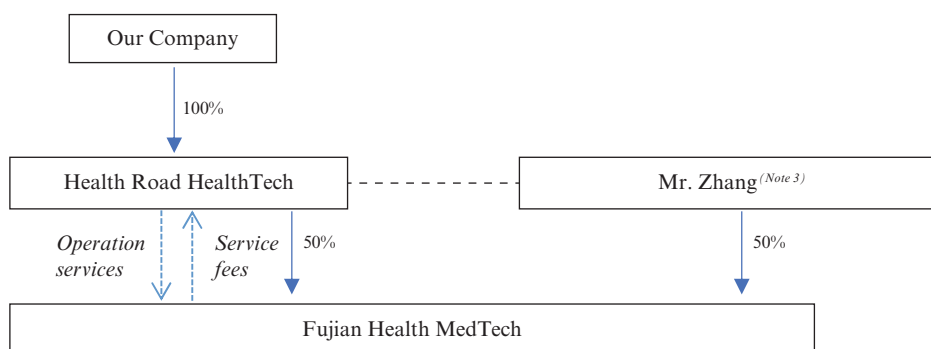 Our Company
100%
Health Road HealthTech
Mr. Zhang (Note 3)
Operation
services
Service
fees
50%
50%
Fujian Health MedTech